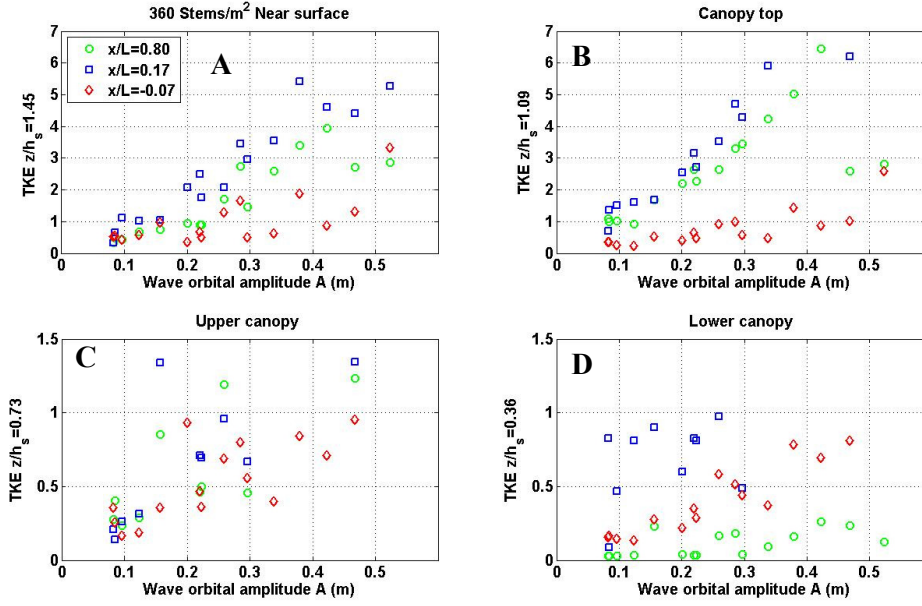 360 Stems/m² Near surface
A
x/L=0.80
x/L=0.17
x/L=-0.07
7
6
5
4
3
2
1
0
TKE z/hₛ=1.45
0 0.1 0.2 0.3 0.4 0.5
Wave orbital amplitude A (m)
Canopy top
B
7
6
5
4
3
2
1
0
TKE z/hₛ=1.09
0 0.1 0.2 0.3 0.4 0.5
Wave orbital amplitude A (m)
Upper canopy
C
1.5
1
0.5
0
TKE z/hₛ=0.73
0 0.1 0.2 0.3 0.4 0.5
Wave orbital amplitude A (m)
Lower canopy
D
1.5
1
0.5
0
TKE z/hₛ=0.36
0 0.1 0.2 0.3 0.4 0.5
Wave orbital amplitude A (m)